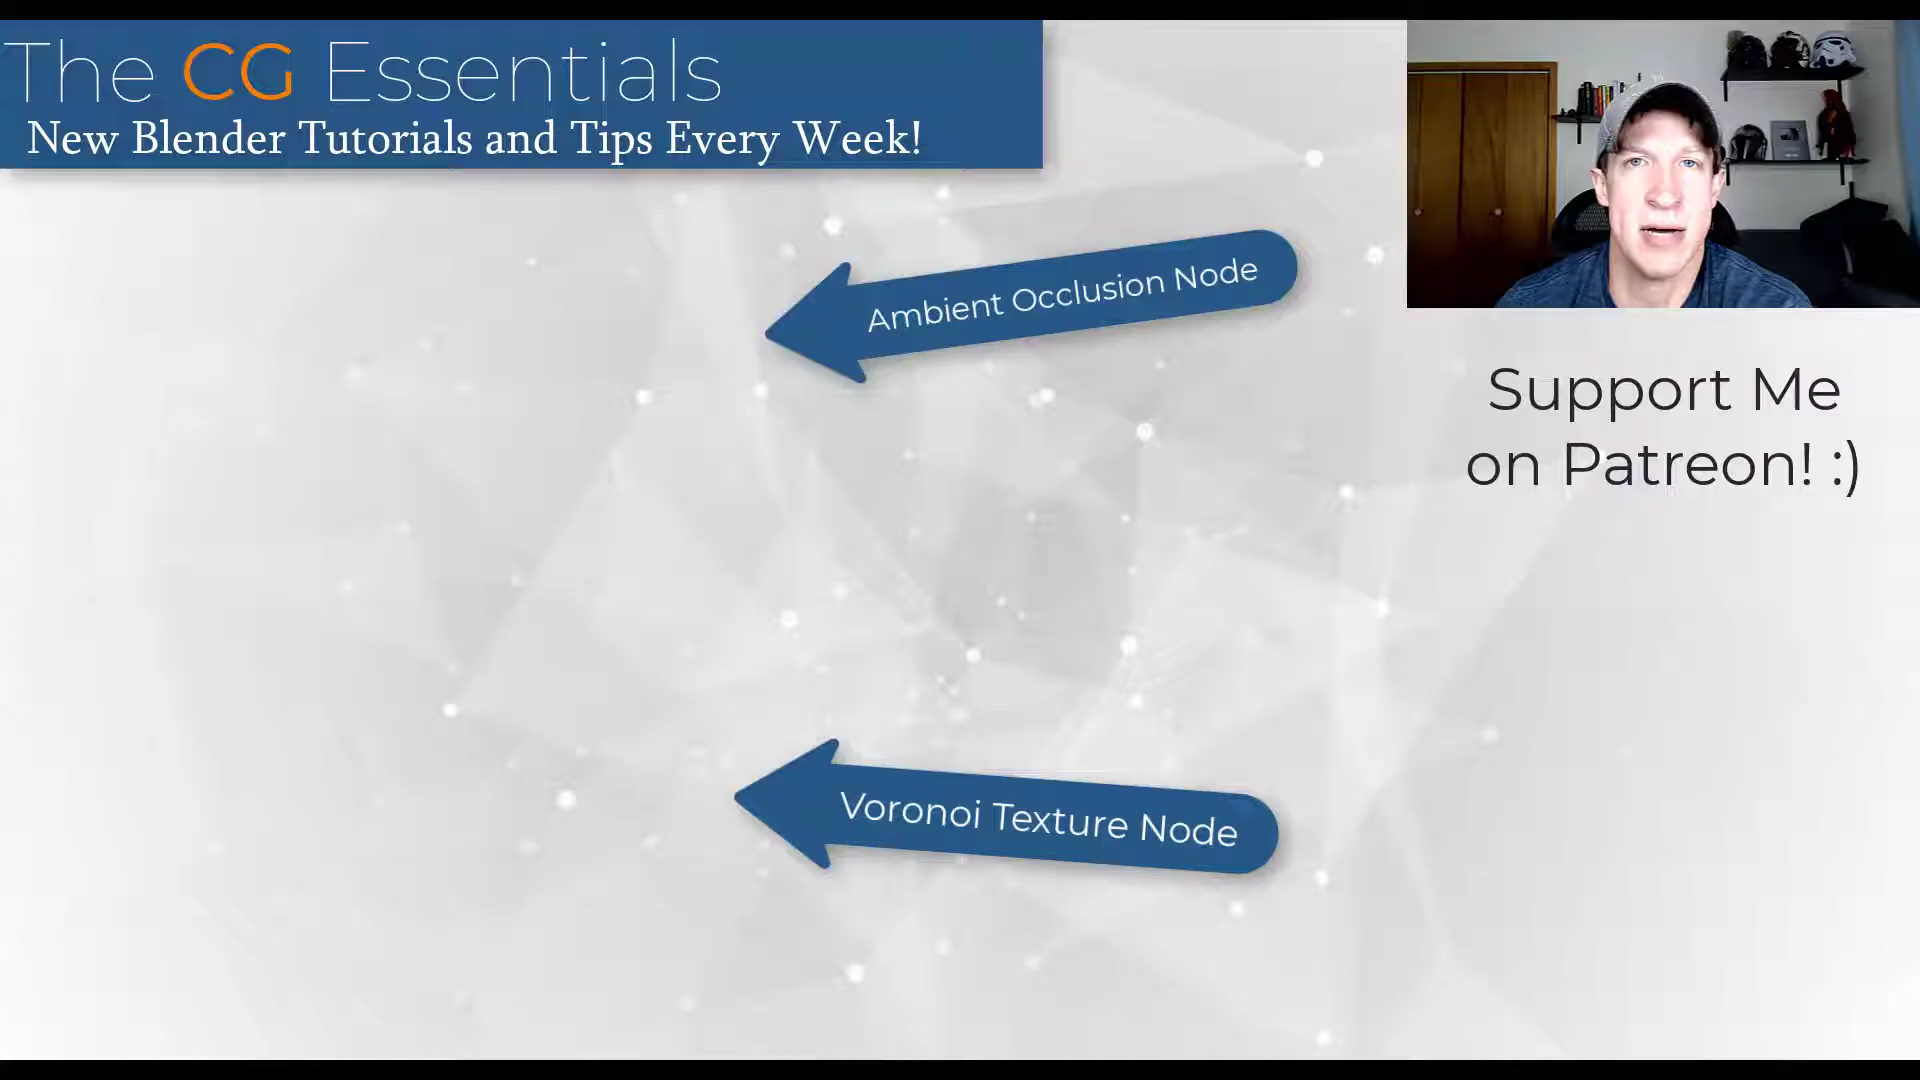 The CG Essentials
New Blender Tutorials and Tips Every Week!
Ambient Occlusion Node
Support Me
on Patreon! :)
Voronoi Texture Node